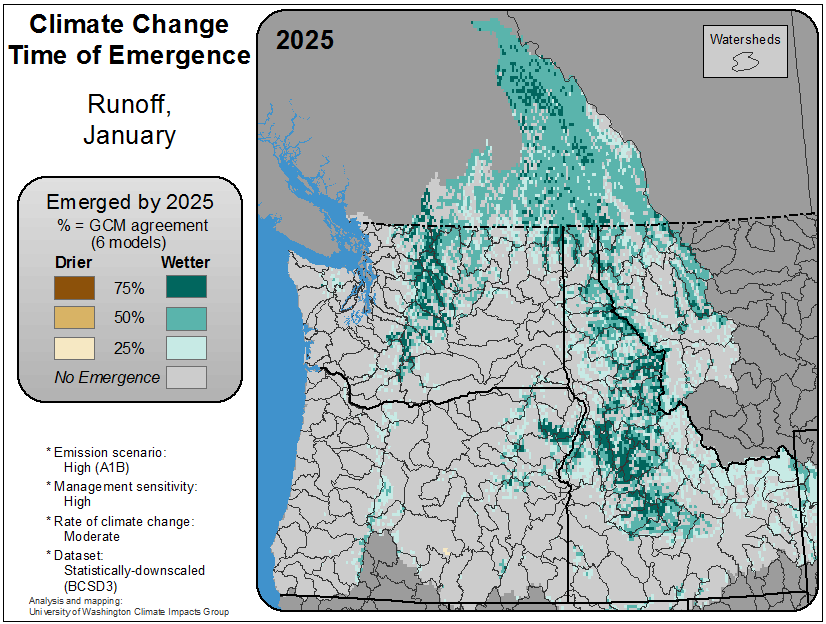 Climate Change
Time of Emergence
Runoff,
January
Emerged by 2025
% = GCM agreement
(6 models)
Drier
Wetter
75%
50%
25%
No Emergence
* Emission scenario:
High (A1B)
* Management sensitivity:
High
* Rate of climate change:
Moderate
* Dataset:
Statistically-downscaled
(BCSD3)
Analysis and mapping:
University of Washington Climate Impacts Group
2025
Watersheds